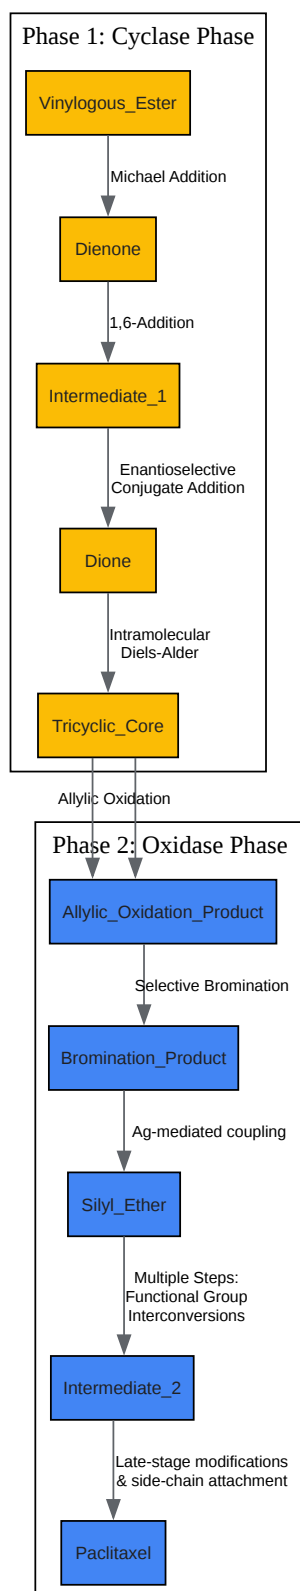 Phase 1: Cyclase Phase
Vinylogous_Ester
Michael Addition
Dienone
1,6-Addition
Intermediate_1
Enantioselective
Conjugate Addition
Dione
Intramolecular
Diels-Alder
Tricyclic_Core
Allylic Oxidation
Phase 2: Oxidase Phase
Allylic_Oxidation_Product
Selective Bromination
Bromination_Product
Ag-mediated coupling
Silyl_Ether
Multiple Steps:
Functional Group
Interconversions
Intermediate_2
Late-stage modifications
& side-chain attachment
Paclitaxel